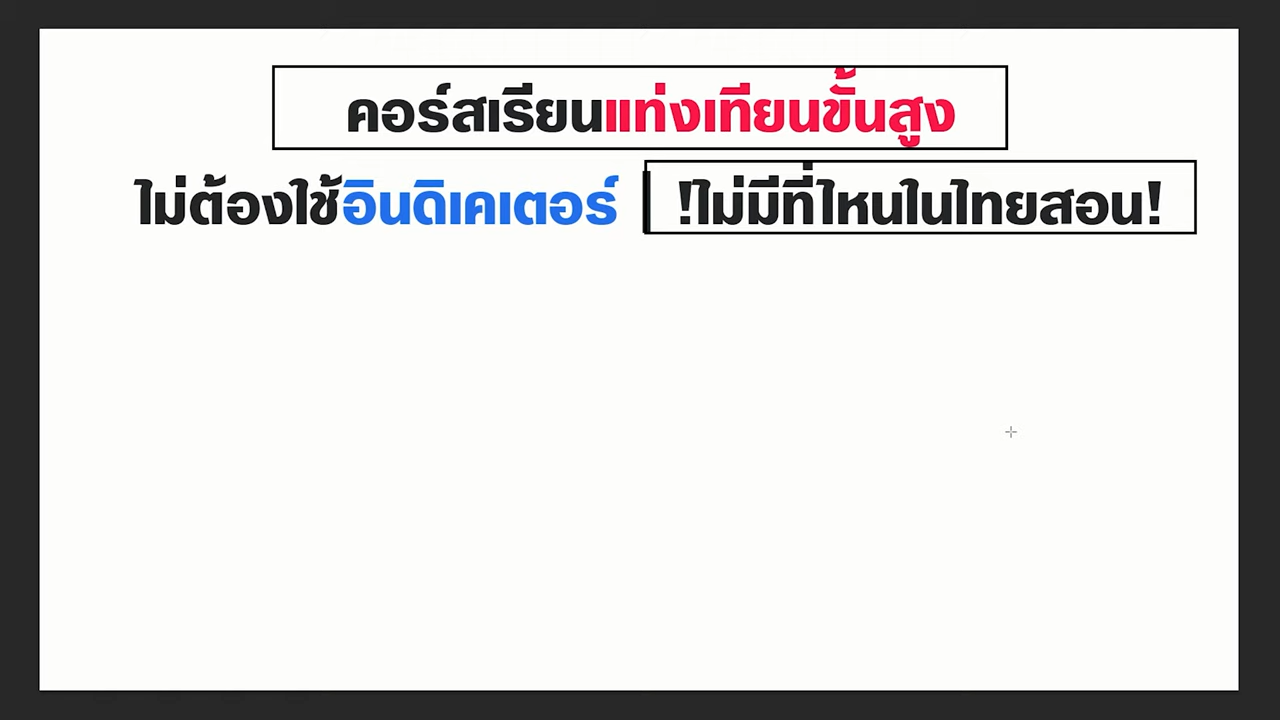 คอร์สเรียนแท่งเทียนขั้นสูง
ไม่ต้องใช้อินดิเคเตอร์ !ไม่มีที่ไหนในไทยสอน!